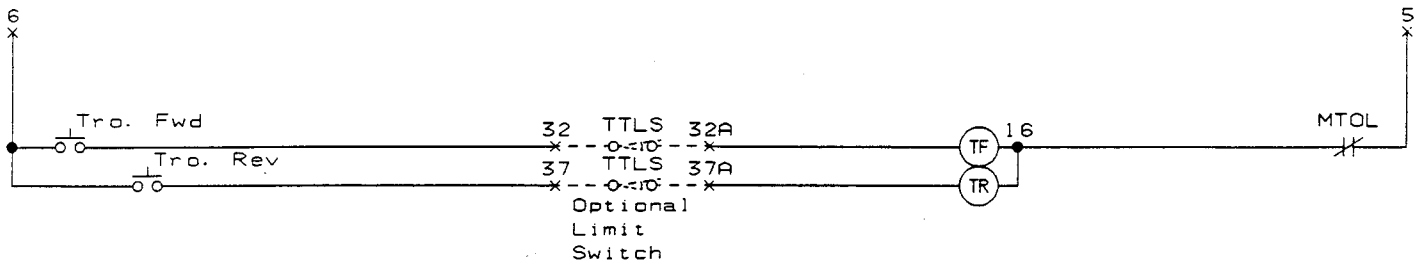 6
5
Tro. Fwd
32
TTLS
32A
TF
16
MTOL
Tro. Rev
37
TTLS
37A
TR
Optional
Limit
Switch